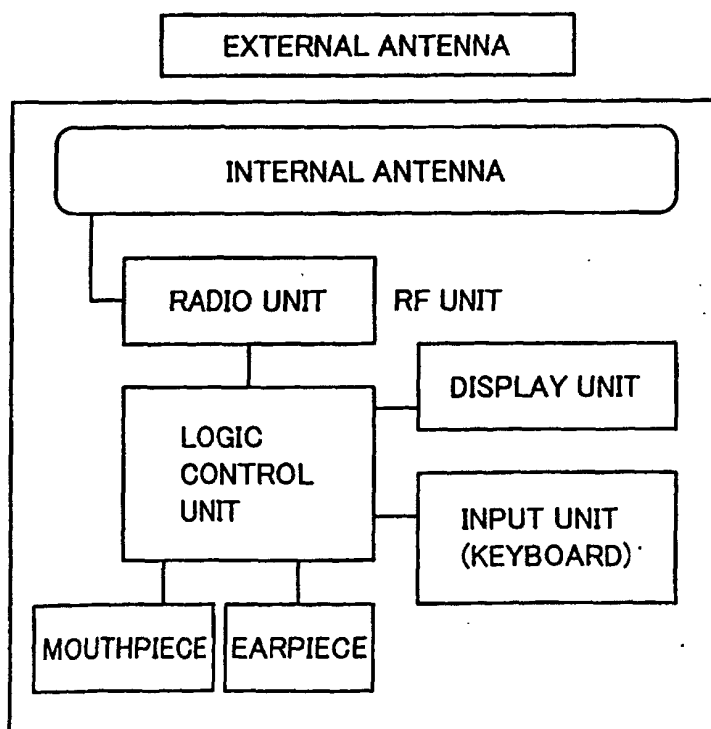 EXTERNAL ANTENNA
INTERNAL ANTENNA
RADIO UNIT
RF UNIT
DISPLAY UNIT
LOGIC
CONTROL
UNIT
INPUT UNIT
(KEYBOARD)
MOUTHPIECE
EARPIECE